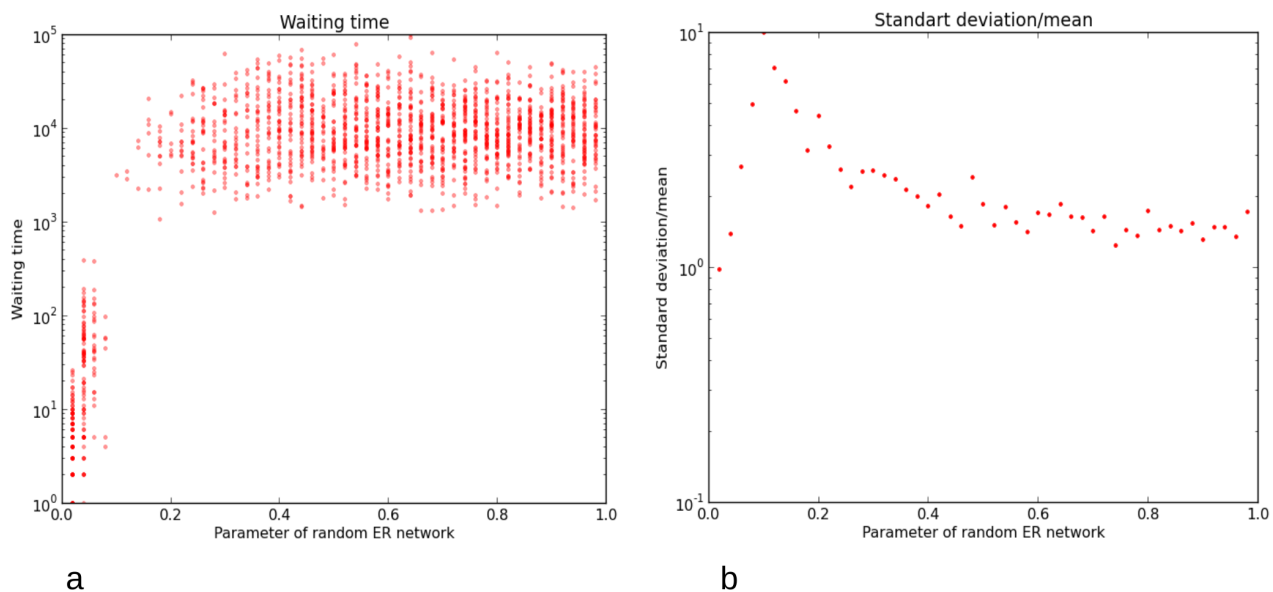 Waiting time
Waiting time
10^5
10^4
10^3
10^2
10^1
10^0
0.0 0.2 0.4 0.6 0.8 1.0
Parameter of random ER network
a
Standart deviation/mean
Standard deviation/mean
10^1
10^0
10^-1
0.0 0.2 0.4 0.6 0.8 1.0
Parameter of random ER network
b